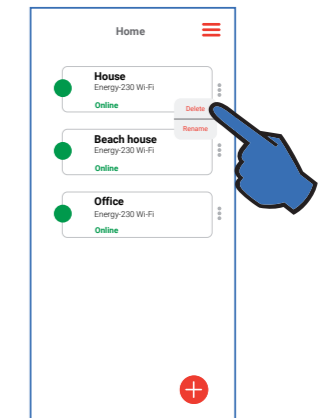 Home
House
Energy-230 Wi-Fi
Online
Delete
Rename
Beach house
Energy-230 Wi-Fi
Online
Office
Energy-230 Wi-Fi
Online